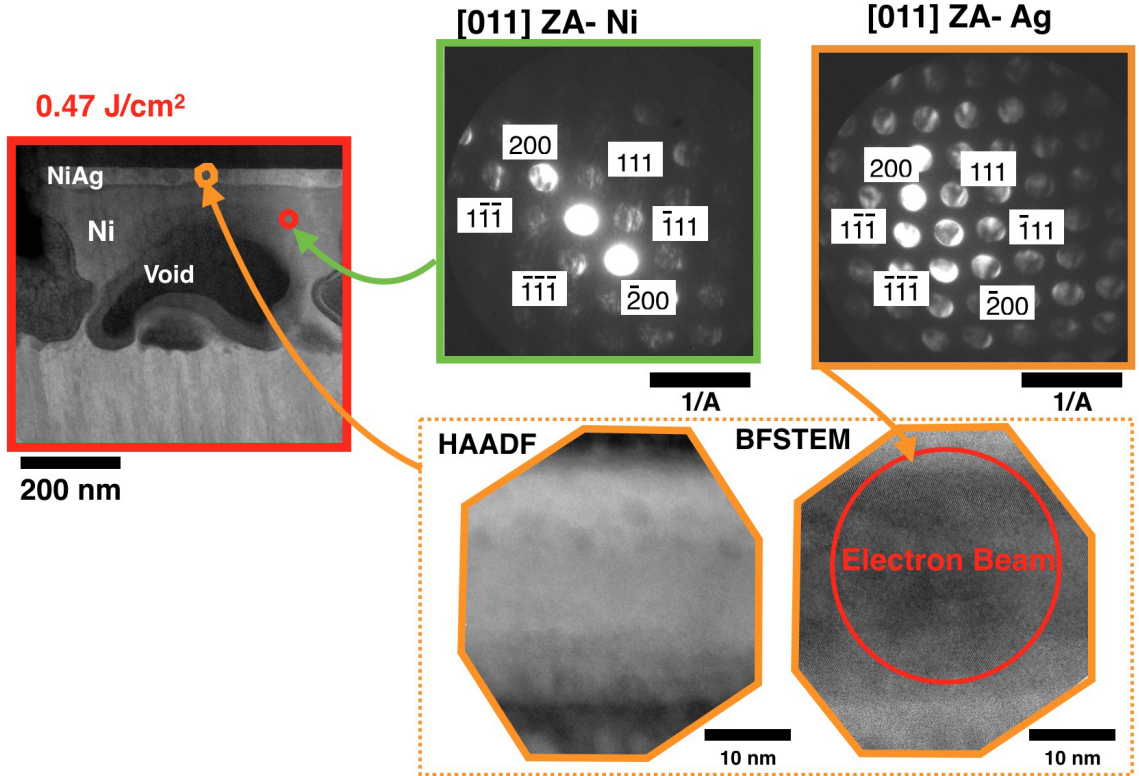 [011] ZA- Ni
[011] ZA- Ag
0.47 J/cm²
NiAg
Ni
Void
200 nm
200
111
11̅1̅
1̅11
1̅1̅1̅
2̅00
1/A
200
111
11̅1̅
1̅11
1̅1̅1̅
2̅00
1/A
HAADF
BFSTEM
Electron Beam
10 nm
10 nm